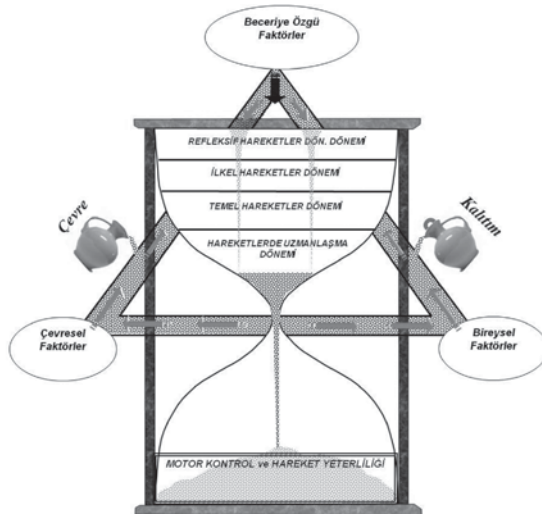 Beceriye Özgü
Faktörler
REFLEKSİF HAREKETLER DÖN. DÖNEMİ
İLKEL HAREKETLER DÖNEMİ
TEMEL HAREKETLER DÖNEMİ
HAREKETLERDE UZMANLAŞMA
DÖNEMİ
Çevre
Kalıtım
Çevresel
Faktörler
Bireysel
Faktörler
MOTOR KONTROL ve HAREKET YETERLİLİĞİ